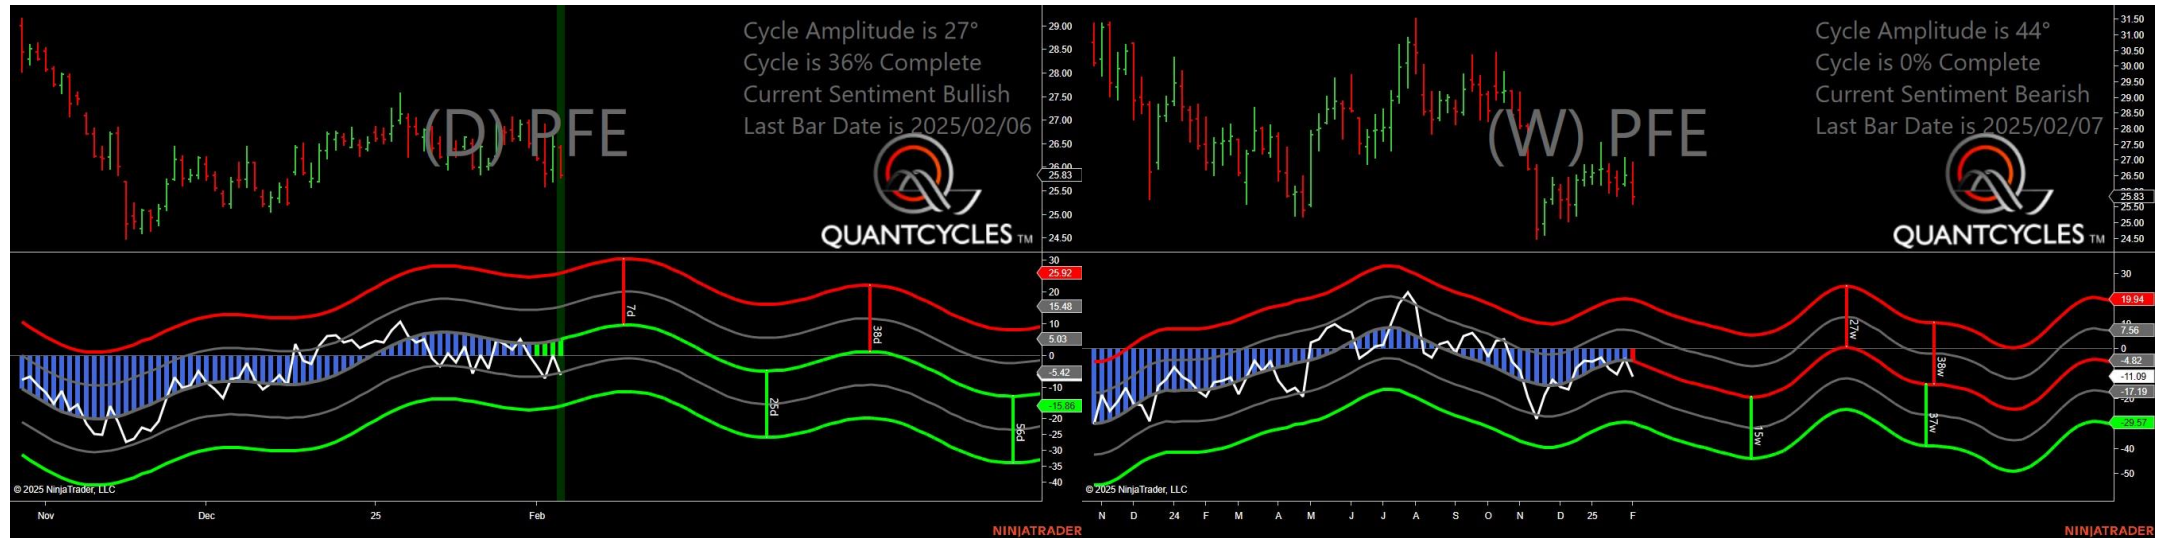 Cycle Amplitude is 27°
Cycle is 36% Complete
Current Sentiment Bullish
Last Bar Date is 2025/02/06
(D) PFE
QUANTCYCLES TM
29.00
28.50
28.00
27.50
27.00
26.50
26.00
25.83
25.50
25.00
24.50
30
25.92
20
15.48
10
5.03
0
-5.42
-10
-15.86
-20
-25
-30
-35
-40
7d
25d
38d
56d
© 2025 NinjaTrader, LLC
Nov Dec 25 Feb
NINJATRADER
Cycle Amplitude is 44°
Cycle is 0% Complete
Current Sentiment Bearish
Last Bar Date is 2025/02/07
(W) PFE
QUANTCYCLES TM
31.50
31.00
30.50
30.00
29.50
29.00
28.50
28.00
27.50
27.00
26.50
25.83
25.50
25.00
24.50
30
19.94
7.56
0
-4.82
-11.09
-17.19
-29.57
-40
-50
15w
27w
37w
38w
© 2025 NinjaTrader, LLC
N D 24 F M A M J J A S O N D 25 F
NINJATRADER